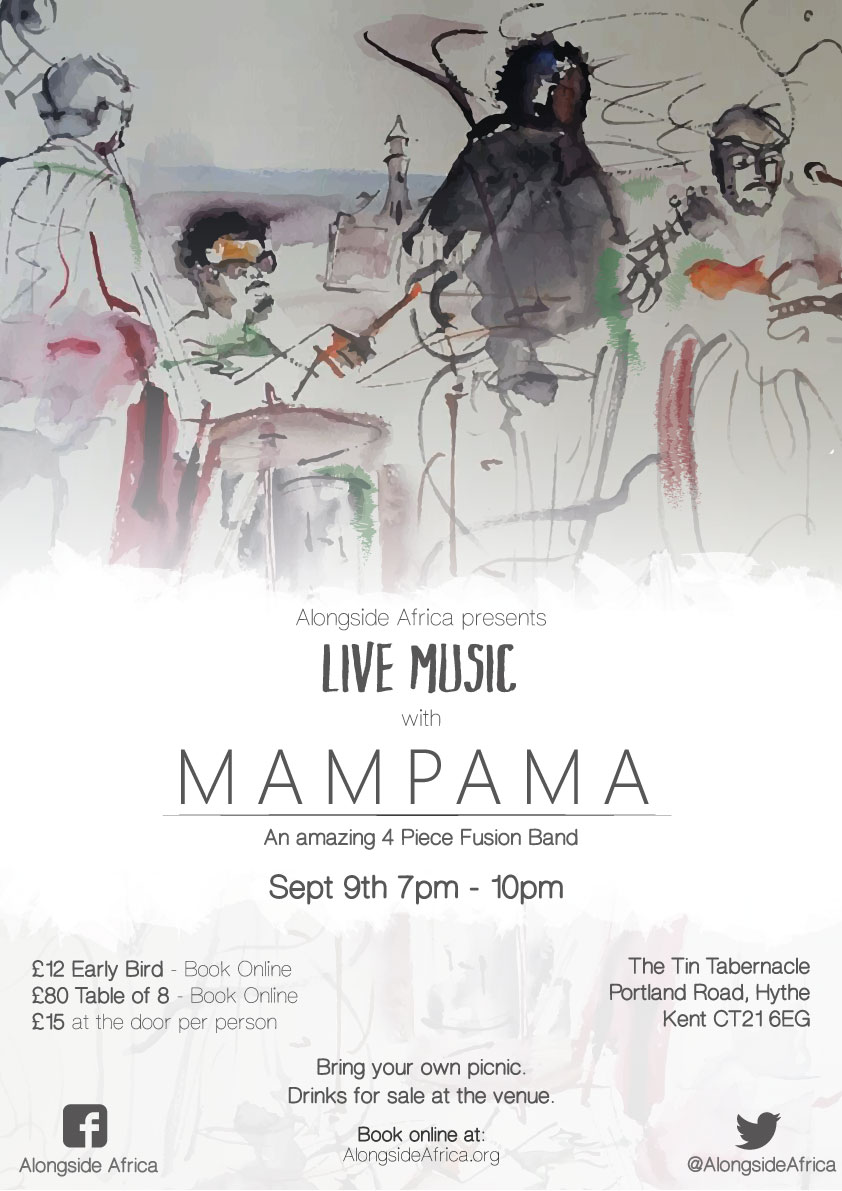 Alongside Africa presents
LIVE MUSIC
with
MAMPAMA
An amazing 4 Piece Fusion Band
Sept 9th 7pm - 10pm
£12 Early Bird - Book Online
£80 Table of 8 - Book Online
£15 at the door per person
The Tin Tabernacle
Portland Road, Hythe
Kent CT21 6EG
Bring your own picnic.
Drinks for sale at the venue.
Book online at:
AlongsideAfrica.org
Alongside Africa
@AlongsideAfrica